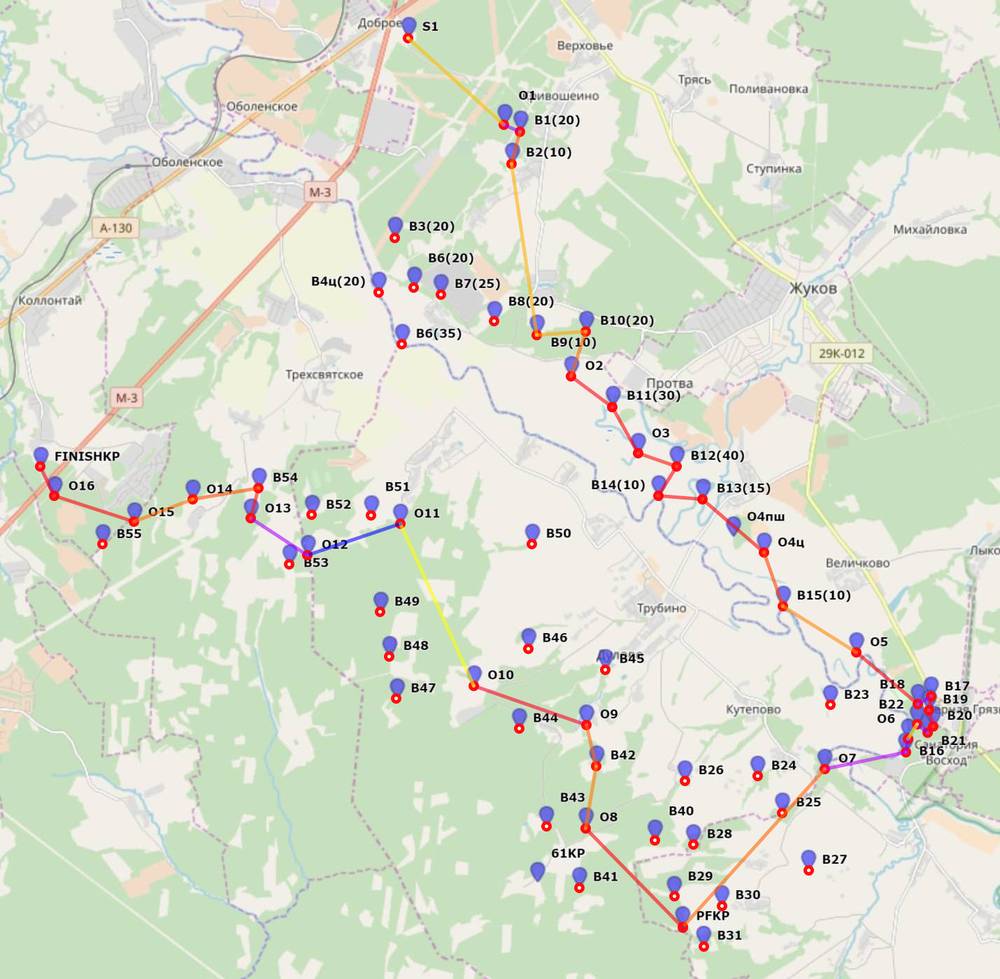 Доброе
S1
Верховье
Трясь
Поливановка
O1
Кривошеино
Оболенское
B1(20)
B2(10)
Оболенское
М-3
Ступинка
А-130
B3(20)
Михайловка
B6(20)
B4ц(20)
B7(25)
Жуков
Коллонтай
B8(20)
B10(20)
B6(35)
B9(10)
29К-012
O2
Трехсвятское
Протва
М-3
B11(30)
O3
FINISHKP
B12(40)
B54
O16
O14
B51
B14(10)
B13(15)
B52
O13
O11
O15
O4пш
B55
B50
O12
O4ц
B53
Величково
B49
B15(10)
Трубино
B48
B46
O5
B45
O10
B47
B18
B17
B23
B19
B22
Кутепово
B44
O9
O6
B20
B21
Санатория
Восход
B16
B42
O7
B26
B24
B43
B25
O8
B40
B28
61KP
B27
B41
B29
B30
PFKP
B31